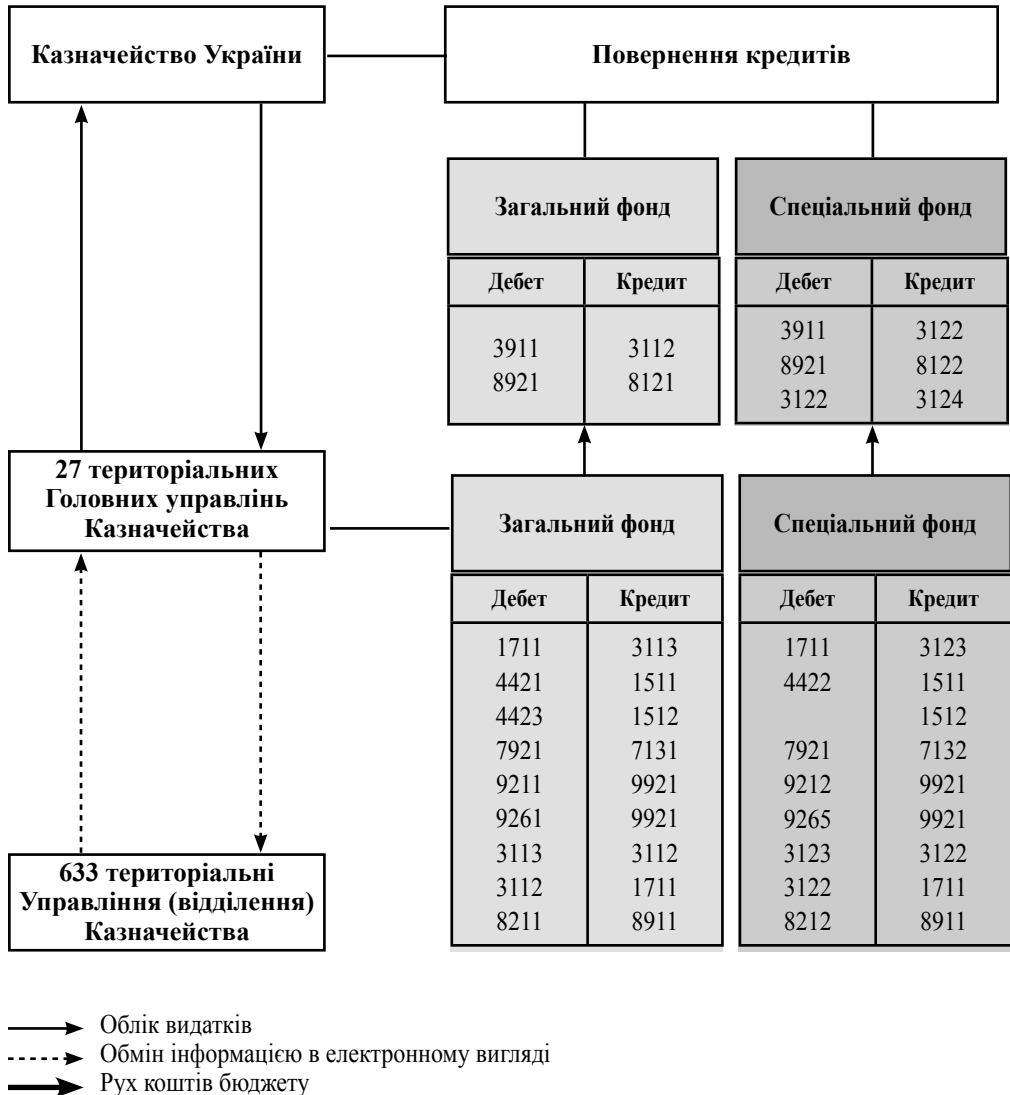 Казначейство України
Повернення кредитів
Загальний фонд
Спеціальний фонд
Дебет Кредит
Дебет Кредит
3911 3112
8921 8121
3911 3122
8921 8122
3122 3124
27 територіальних
Головних управлінь
Казначейства
Загальний фонд
Спеціальний фонд
Дебет Кредит
1711 3113
4421 1511
4423 1512
7921 7131
9211 9921
9261 9921
3113 3112
3112 1711
8211 8911
Дебет Кредит
1711 3123
4422 1511
1512
7921 7132
9212 9921
9265 9921
3123 3122
3122 1711
8212 8911
633 територіальні
Управління (відділення)
Казначейства
Облік видатків
Обмін інформацією в електронному вигляді
Рух коштів бюджету